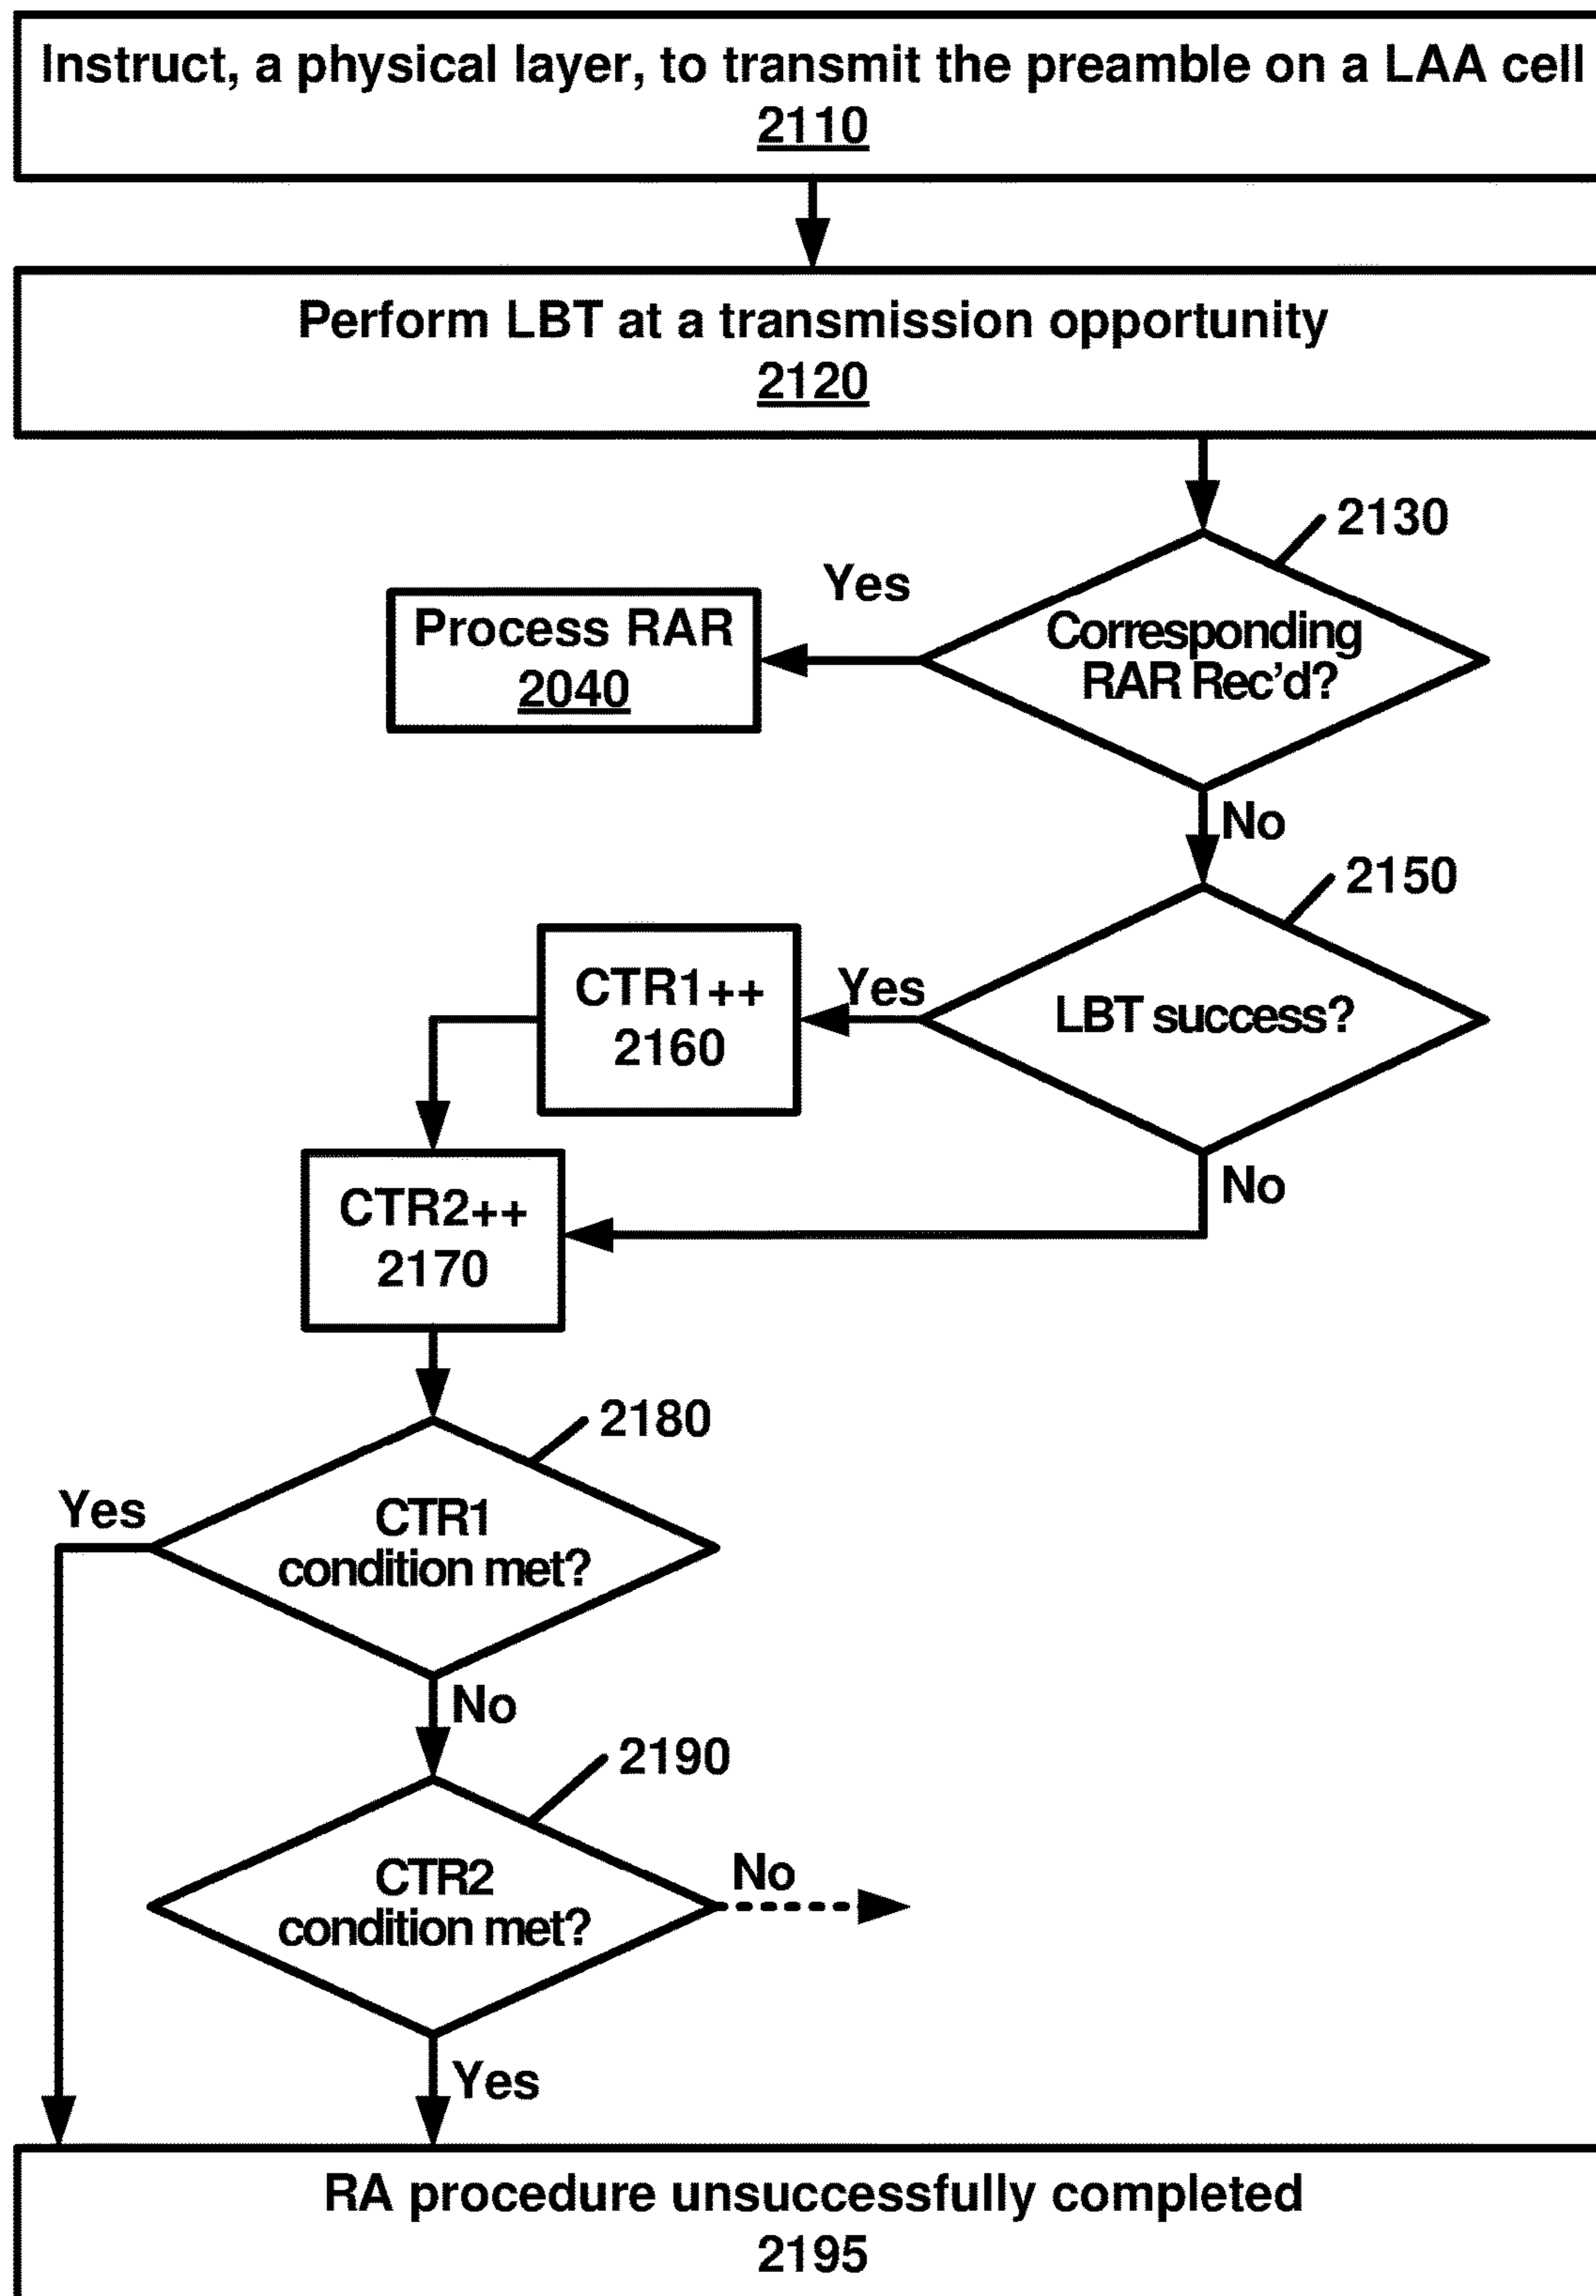 Instruct, a physical layer, to transmit the preamble on a LAA cell
2110
Perform LBT at a transmission opportunity
2120
2130
Yes
Corresponding
RAR Rec'd?
Process RAR
2040
No
2150
LBT success?
Yes
CTR1++
2160
No
CTR2++
2170
2180
CTR1
condition met?
Yes
No
2190
CTR2
condition met?
No
Yes
RA procedure unsuccessfully completed
2195